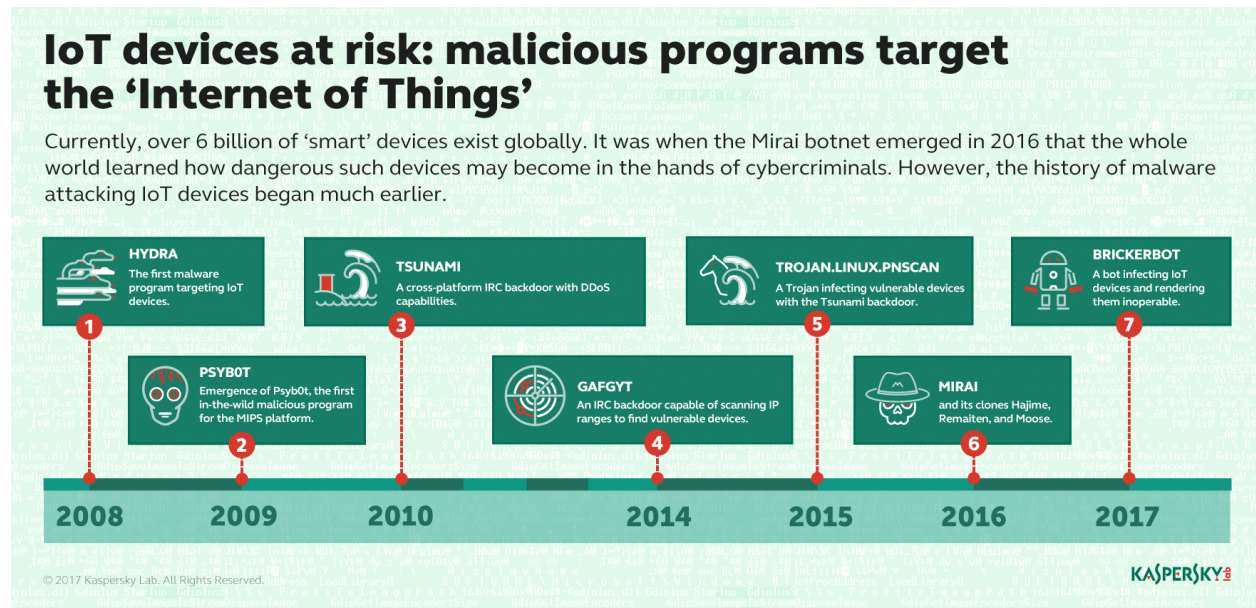 IoT devices at risk: malicious programs target
the ‘Internet of Things’
Currently, over 6 billion of ‘smart’ devices exist globally. It was when the Mirai botnet emerged in 2016 that the whole
world learned how dangerous such devices may become in the hands of cybercriminals. However, the history of malware
attacking IoT devices began much earlier.
HYDRA
The first malware
program targeting IoT
devices.
1
PSYB0T
Emergence of Psyb0t, the first
in-the-wild malicious program
for the MIPS platform.
2
TSUNAMI
A cross-platform IRC backdoor with DDoS
capabilities.
3
GAFGYT
An IRC backdoor capable of scanning IP
ranges to find vulnerable devices.
4
TROJAN.LINUX.PNSCAN
A Trojan infecting vulnerable devices
with the Tsunami backdoor.
5
MIRAI
and its clones Hajime,
Remaiten, and Moose.
6
BRICKERBOT
A bot infecting IoT
devices and rendering
them inoperable.
7
2008 2009 2010 2014 2015 2016 2017
© 2017 Kaspersky Lab. All Rights Reserved.
KASPERSKY lab